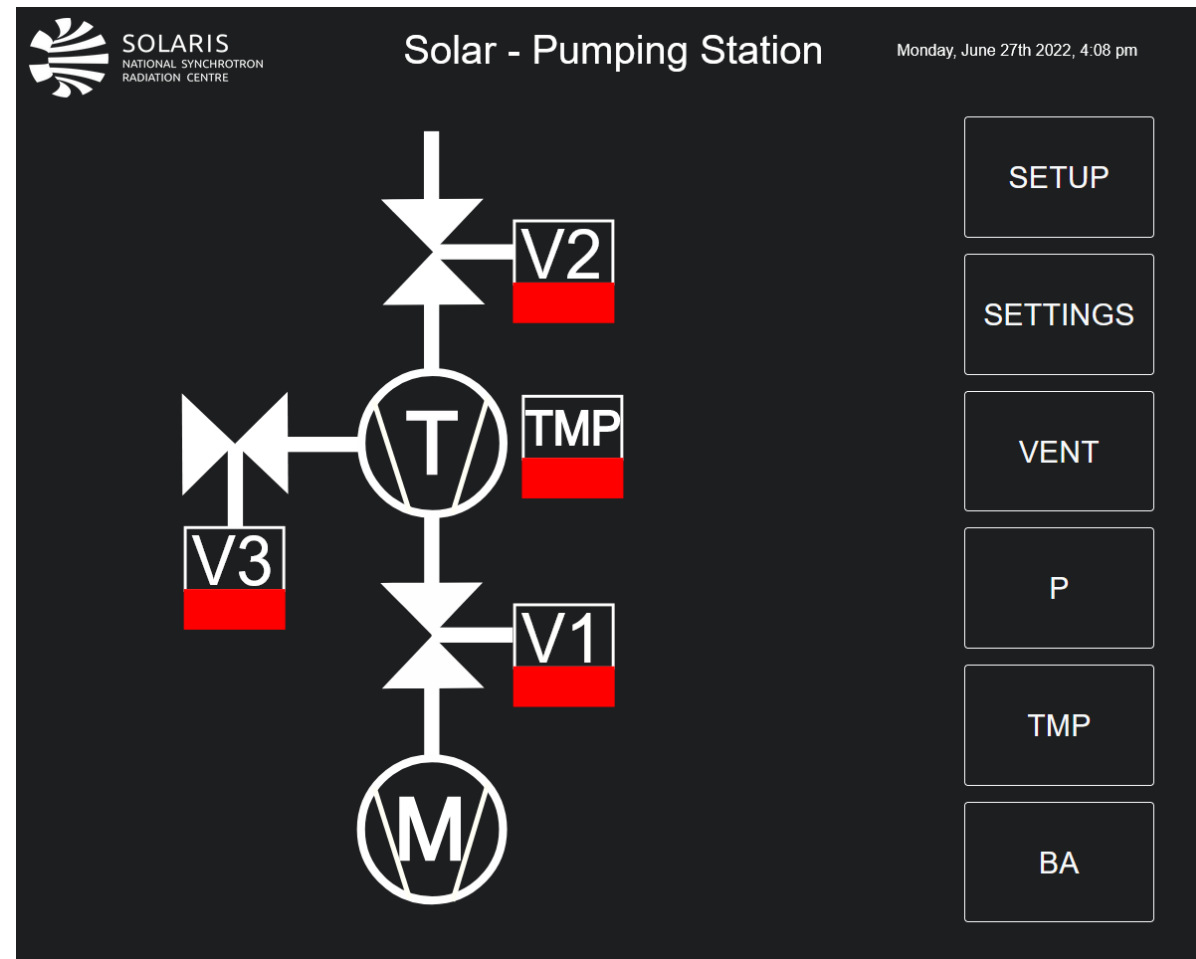 SOLARIS
NATIONAL SYNCHROTRON
RADIATION CENTRE
Solar - Pumping Station
Monday, June 27th 2022, 4:08 pm
V2
T
TMP
V3
V1
M
SETUP
SETTINGS
VENT
P
TMP
BA